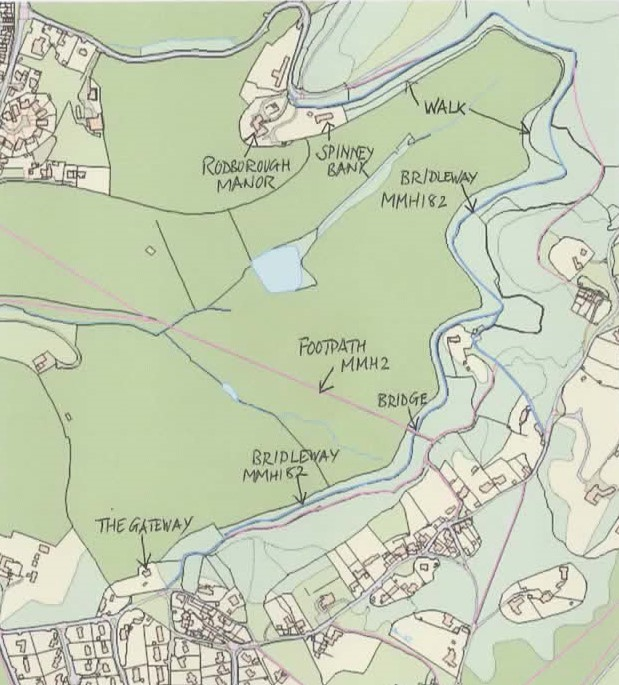 WALK
RODBOROUGH
MANOR
SPINNEY
BANK
BRIDLEWAY
MMH182
FOOTPATH
MMH2
BRIDGE
BRIDLEWAY
MMH182
THE GATEWAY